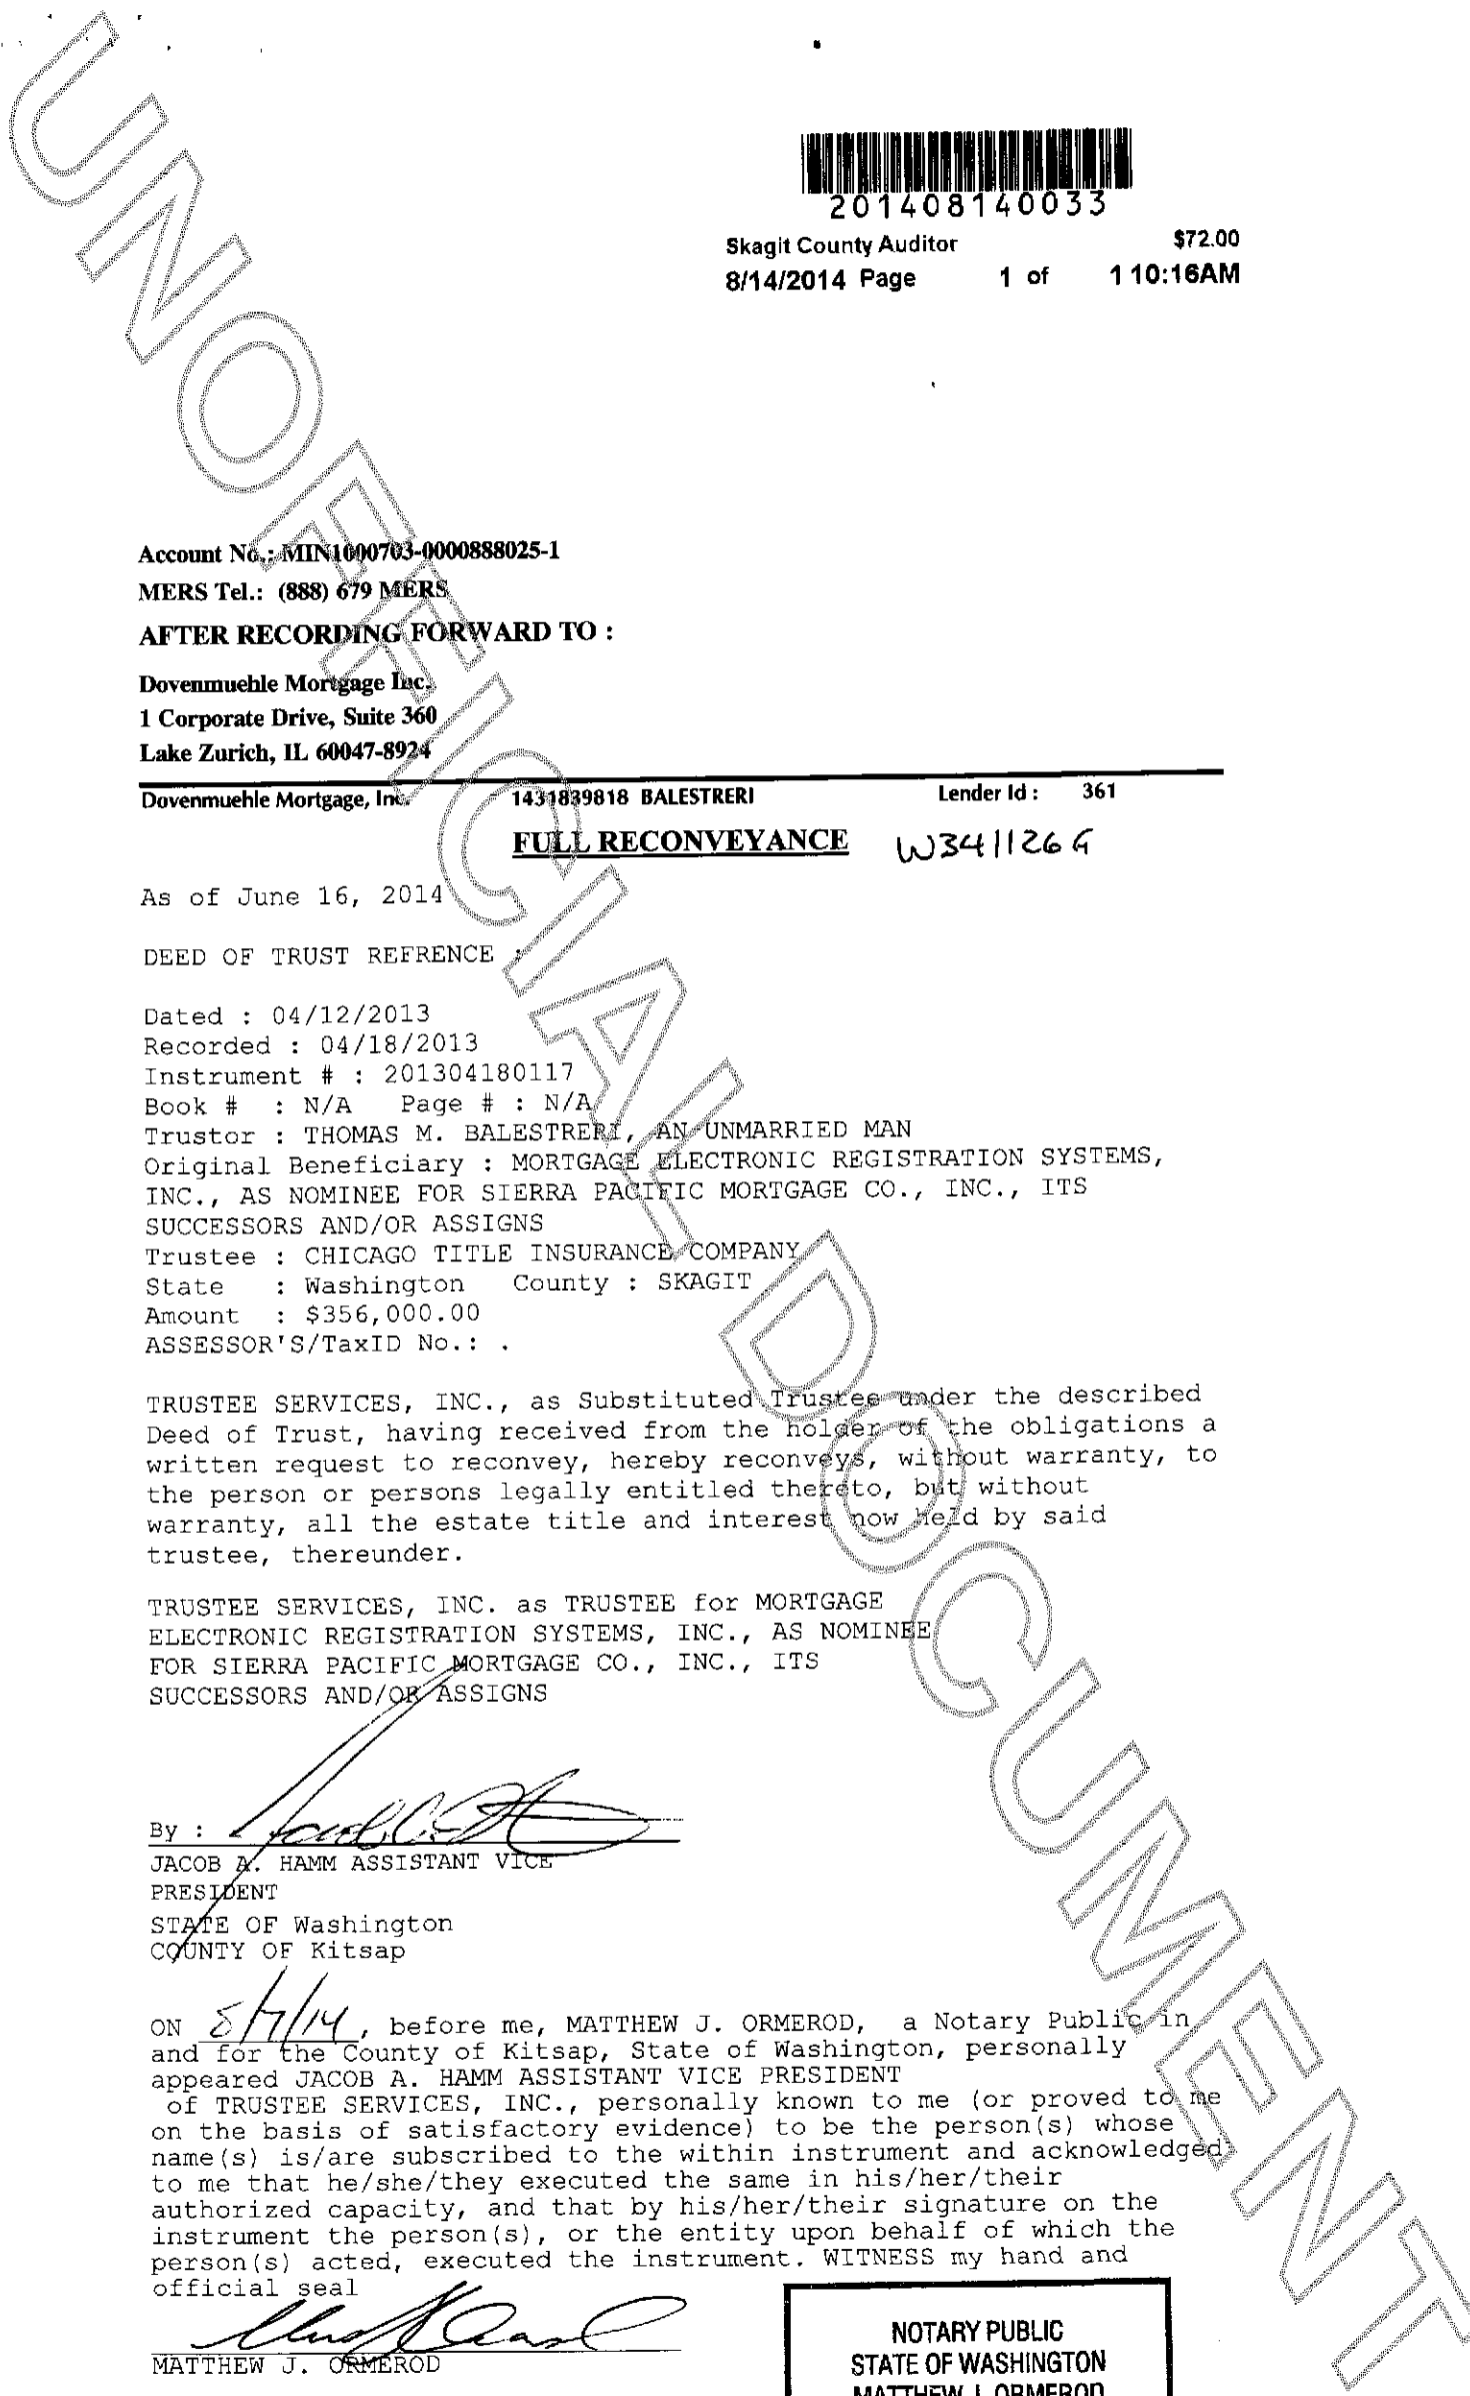 201408140033
Skagit County Auditor $72.00
8/14/2014 Page 1 of 1 10:16AM
Account No.: MIN1000703-0000888025-1
MERS Tel.: (888) 679 MERS
AFTER RECORDING FORWARD TO :
Dovenmuehle Mortgage Inc.
1 Corporate Drive, Suite 360
Lake Zurich, IL 60047-8924
Dovenmuehle Mortgage, Inc. 1431839818 BALESTRERI Lender Id : 361
FULL RECONVEYANCE W341126G
As of June 16, 2014
DEED OF TRUST REFRENCE :
Dated : 04/12/2013
Recorded : 04/18/2013
Instrument # : 201304180117
Book # : N/A Page # : N/A
Trustor : THOMAS M. BALESTRERI, AN UNMARRIED MAN
Original Beneficiary : MORTGAGE ELECTRONIC REGISTRATION SYSTEMS,
INC., AS NOMINEE FOR SIERRA PACIFIC MORTGAGE CO., INC., ITS
SUCCESSORS AND/OR ASSIGNS
Trustee : CHICAGO TITLE INSURANCE COMPANY
State : Washington County : SKAGIT
Amount : $356,000.00
ASSESSOR'S/TaxID No.: .
TRUSTEE SERVICES, INC., as Substituted Trustee under the described
Deed of Trust, having received from the holder of the obligations a
written request to reconvey, hereby reconveys, without warranty, to
the person or persons legally entitled thereto, but without
warranty, all the estate title and interest now held by said
trustee, thereunder.
TRUSTEE SERVICES, INC. as TRUSTEE for MORTGAGE
ELECTRONIC REGISTRATION SYSTEMS, INC., AS NOMINEE
FOR SIERRA PACIFIC MORTGAGE CO., INC., ITS
SUCCESSORS AND/OR ASSIGNS
By :
JACOB A. HAMM ASSISTANT VICE
PRESIDENT
STATE OF Washington
COUNTY OF Kitsap
ON 8/7/14, before me, MATTHEW J. ORMEROD, a Notary Public in
and for the County of Kitsap, State of Washington, personally
appeared JACOB A. HAMM ASSISTANT VICE PRESIDENT
of TRUSTEE SERVICES, INC., personally known to me (or proved to me
on the basis of satisfactory evidence) to be the person(s) whose
name(s) is/are subscribed to the within instrument and acknowledged
to me that he/she/they executed the same in his/her/their
authorized capacity, and that by his/her/their signature on the
instrument the person(s), or the entity upon behalf of which the
person(s) acted, executed the instrument. WITNESS my hand and
official seal
MATTHEW J. ORMEROD
NOTARY PUBLIC
STATE OF WASHINGTON
MATTHEW J. ORMEROD
UNOFFICIAL DOCUMENT